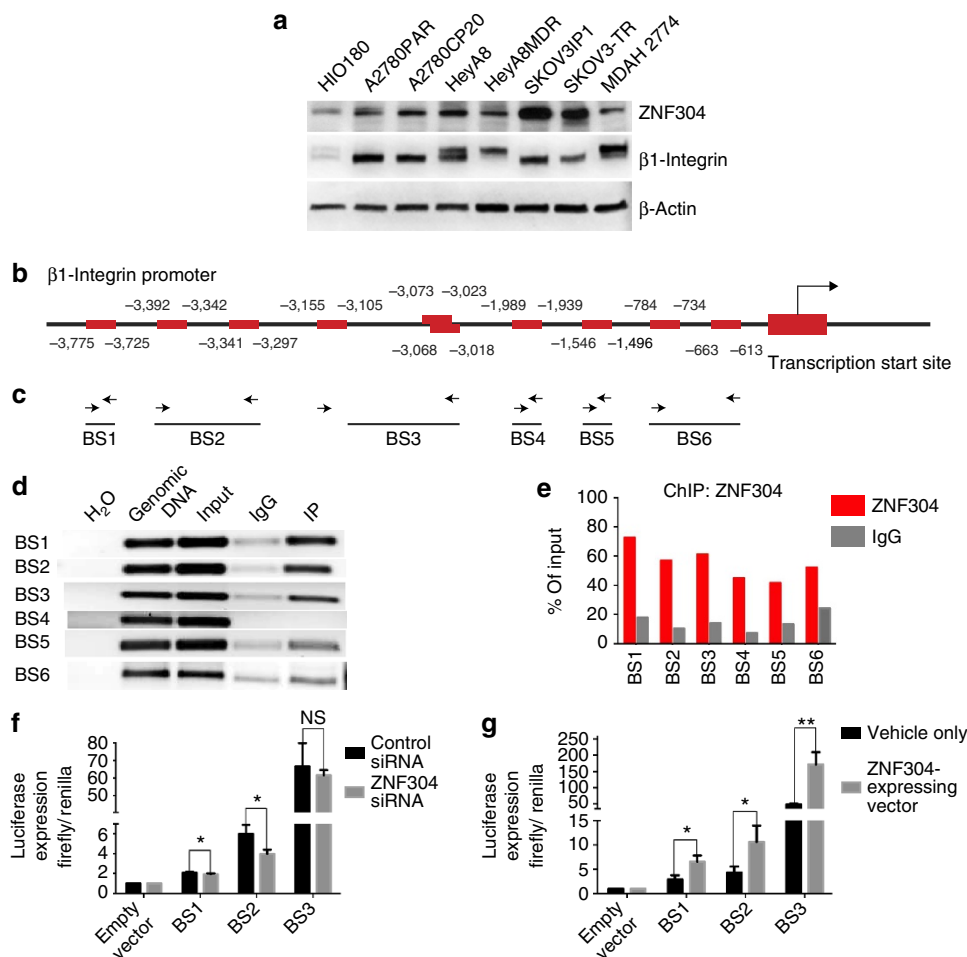 a
HIO180 A2780PAR A2780CP20 HeyA8 HeyA8MDR SKOV3IP1 SKOV3-TR MDAH 2774
ZNF304
β1-Integrin
β-Actin
b β1-Integrin promoter
–3,392 –3,342 –3,155 –3,105 –3,073 –3,023 –1,989 –1,939 –784 –734
–3,775 –3,725 –3,341 –3,297 –3,068 –3,018 –1,546 –1,496 –663 –613
Transcription start site
c
BS1 BS2 BS3 BS4 BS5 BS6
d
H2O Genomic DNA Input IgG IP
BS1
BS2
BS3
BS4
BS5
BS6
e
ChIP: ZNF304
ZNF304
IgG
% Of input
100
80
60
40
20
0
BS1 BS2 BS3 BS4 BS5 BS6
f
Luciferase
expression
firefly/ renilla
80
70
60
50
6
4
2
0
* * NS
Control
siRNA
ZNF304
siRNA
Empty
vector
BS1 BS2 BS3
g
Luciferase
expression
firefly/ renilla
250
200
150
100
50
15
10
5
0
* * **
Vehicle only
ZNF304-
expressing
vector
Empty
vector
BS1 BS2 BS3